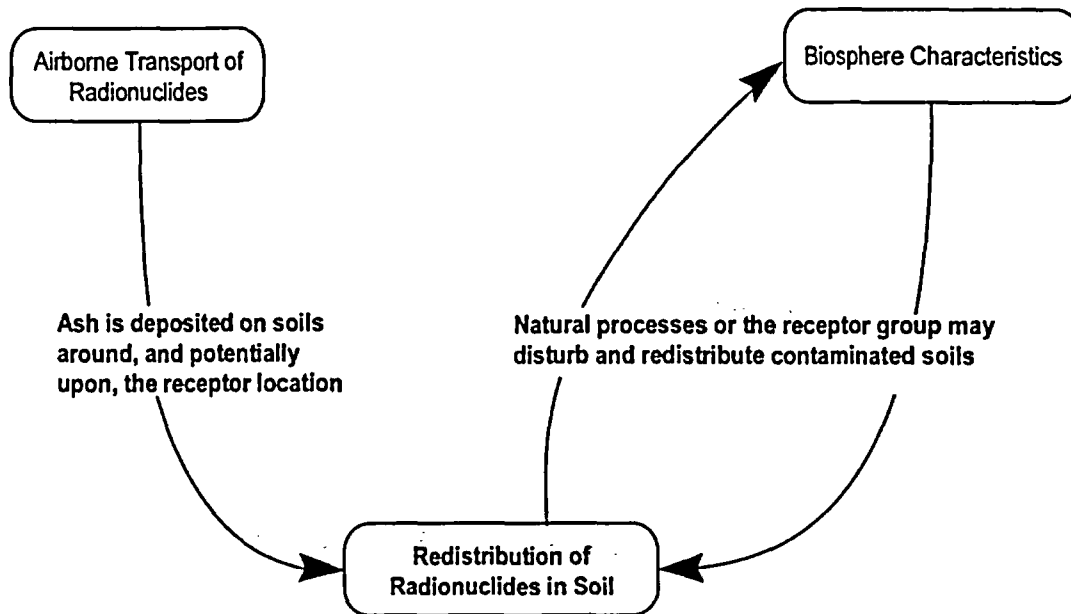 Airborne Transport of
Radionuclides
Biosphere Characteristics
Ash is deposited on soils
around, and potentially
upon, the receptor location
Natural processes or the receptor group may
disturb and redistribute contaminated soils
Redistribution of
Radionuclides in Soil